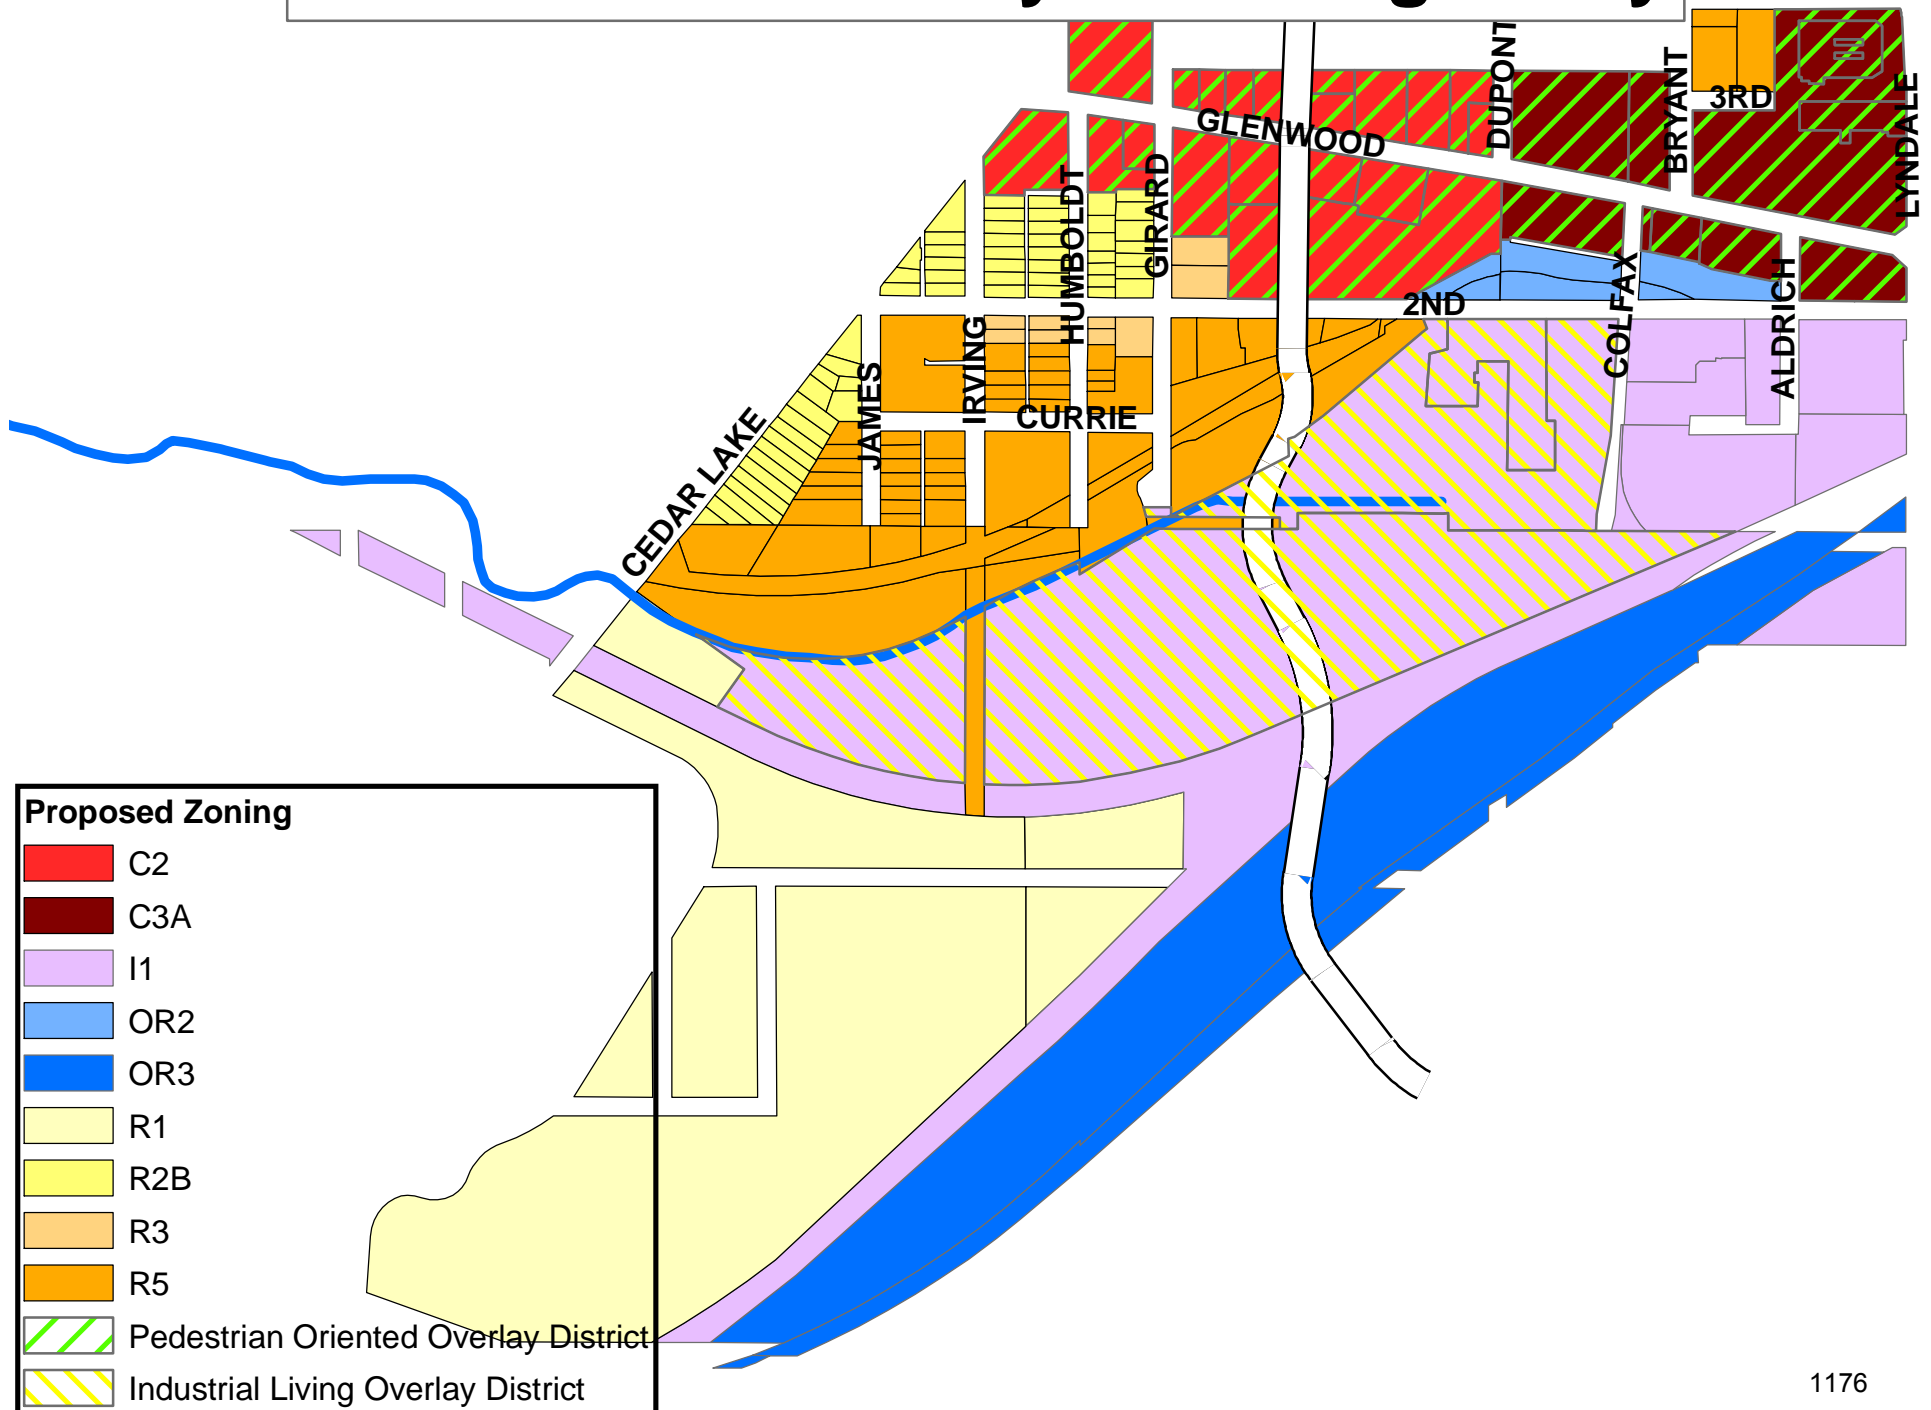 DUPONT
BRYANT
3RD
LYNDALE
GLENWOOD
GIRARD
HUMBOLDT
2ND
COLFAX
ALDRICH
IRVING
JAMES
CURRIE
CEDAR LAKE
Proposed Zoning
C2
C3A
I1
OR2
OR3
R1
R2B
R3
R5
Pedestrian Oriented Overlay District
Industrial Living Overlay District
1176